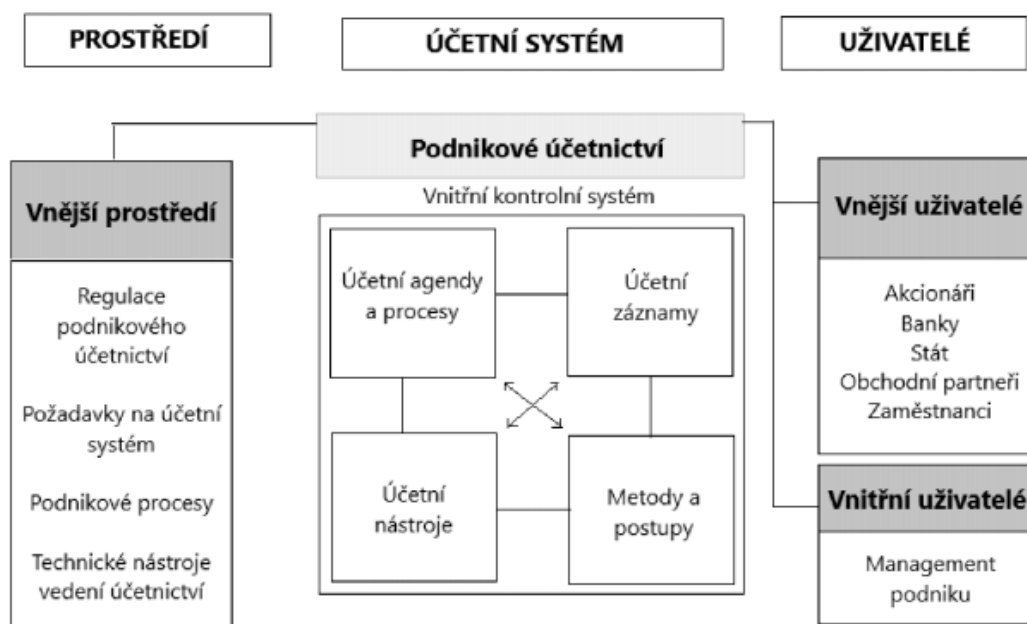 PROSTŘEDÍ
ÚČETNÍ SYSTÉM
UŽIVATELÉ
Podnikové účetnictví
Vnitřní kontrolní systém
Vnější prostředí
Regulace
podnikového
účetnictví
Požadavky na účetní
systém
Podnikové procesy
Technické nástroje
vedení účetnictví
Účetní agendy
a procesy
Účetní
záznamy
Účetní
nástroje
Metody a
postupy
Vnější uživatelé
Akcionáři
Banky
Stát
Obchodní partneři
Zaměstnanci
Vnitřní uživatelé
Management
podniku